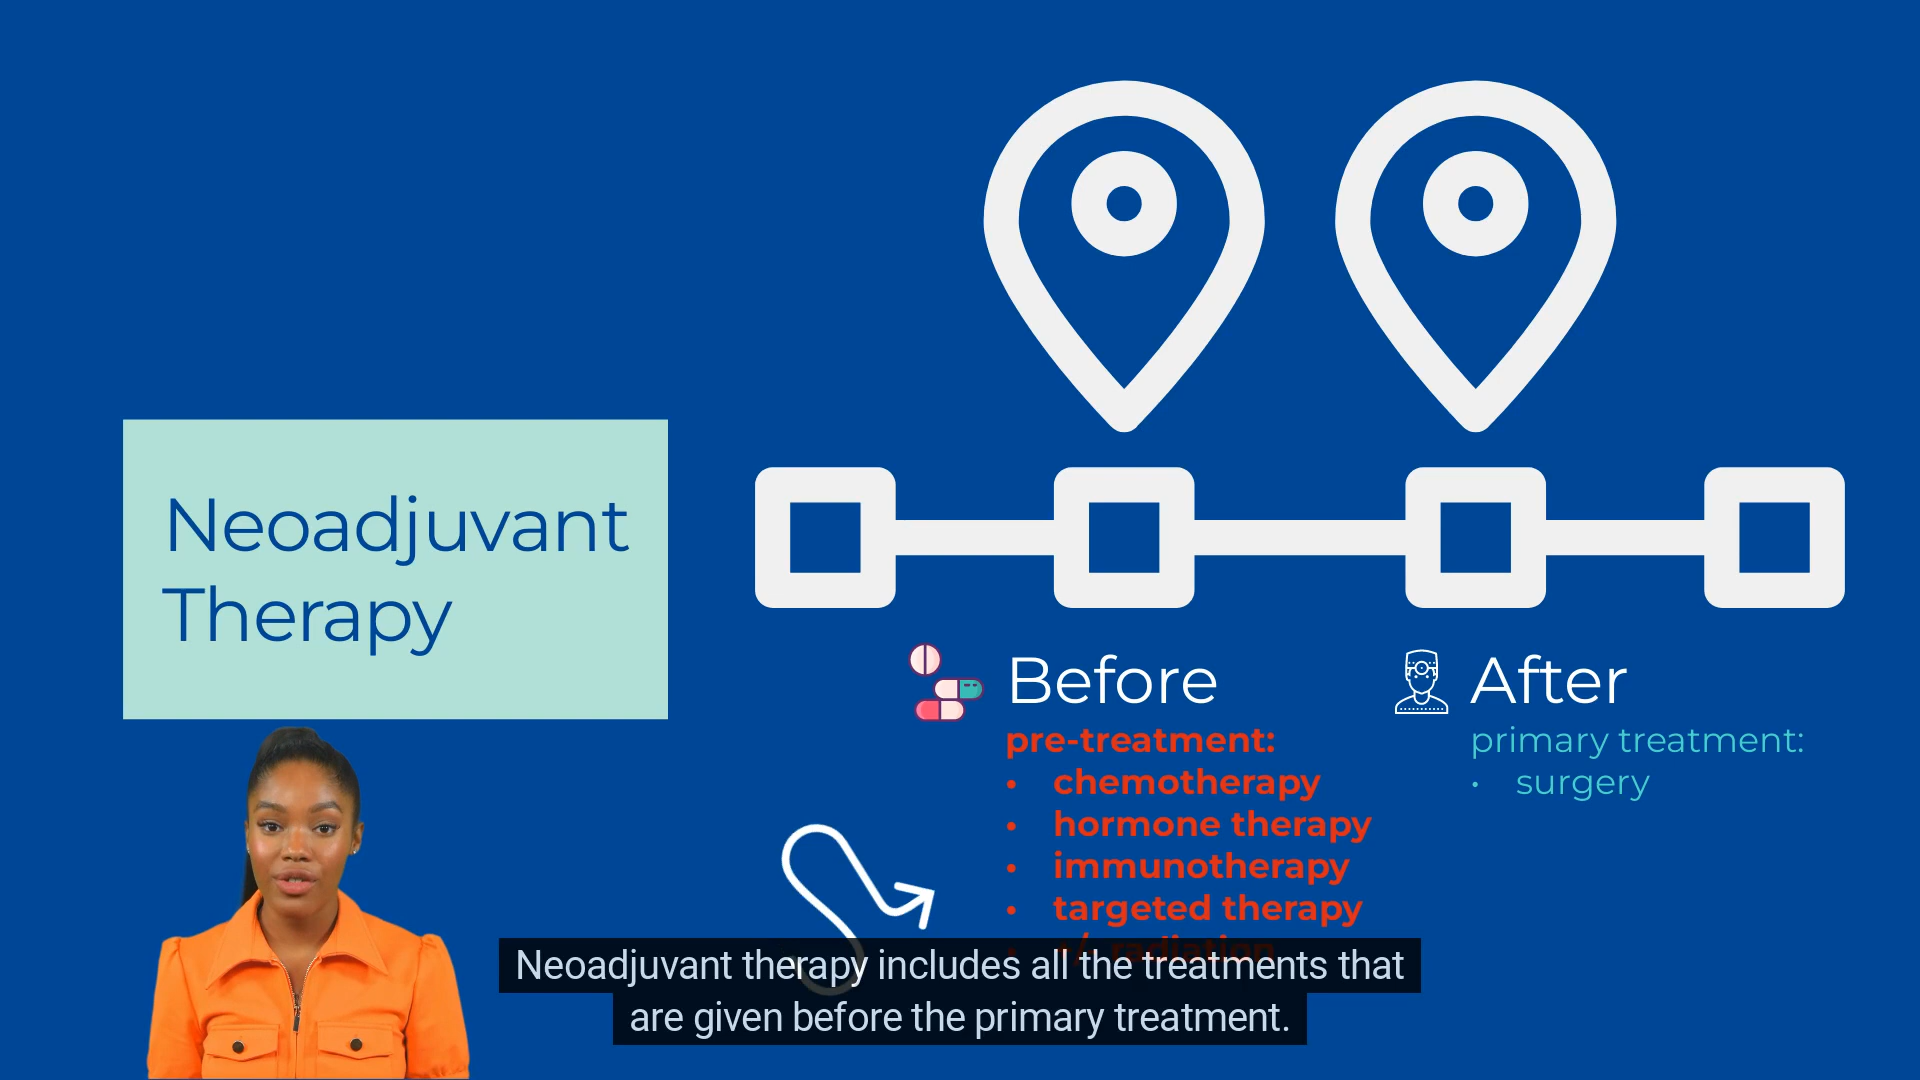 Neoadjuvant
Therapy
Before
pre-treatment:
• chemotherapy
• hormone therapy
• immunotherapy
• targeted therapy
• +/- radiation
After
primary treatment:
• surgery
Neoadjuvant therapy includes all the treatments that
are given before the primary treatment.